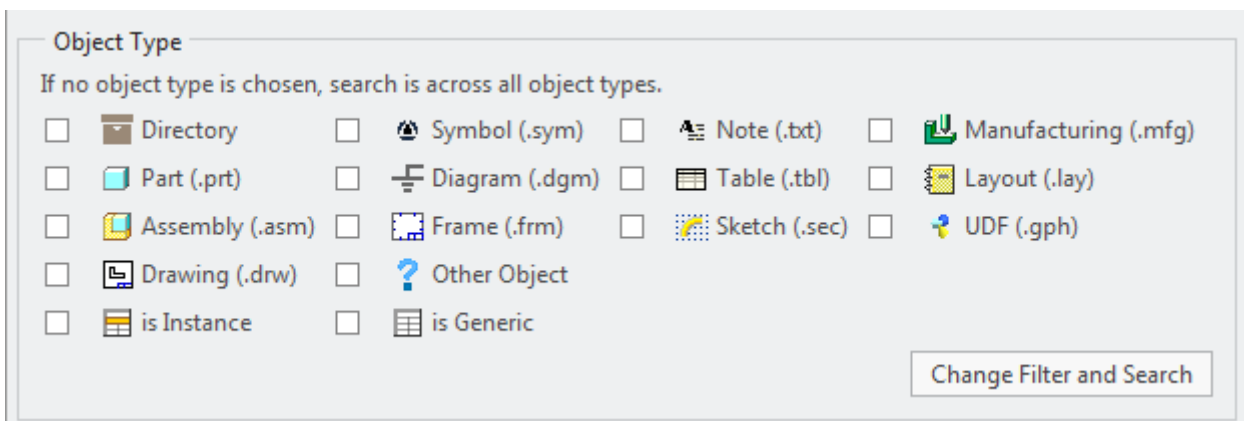 Object Type
If no object type is chosen, search is across all object types.
Directory Symbol (.sym) Note (.txt) Manufacturing (.mfg)
Part (.prt) Diagram (.dgm) Table (.tbl) Layout (.lay)
Assembly (.asm) Frame (.frm) Sketch (.sec) UDF (.gph)
Drawing (.drw) Other Object
is Instance is Generic
Change Filter and Search